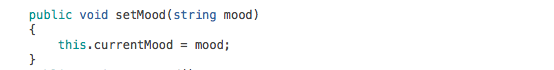 public void setMood(string mood)
{
    this.currentMood = mood;
}